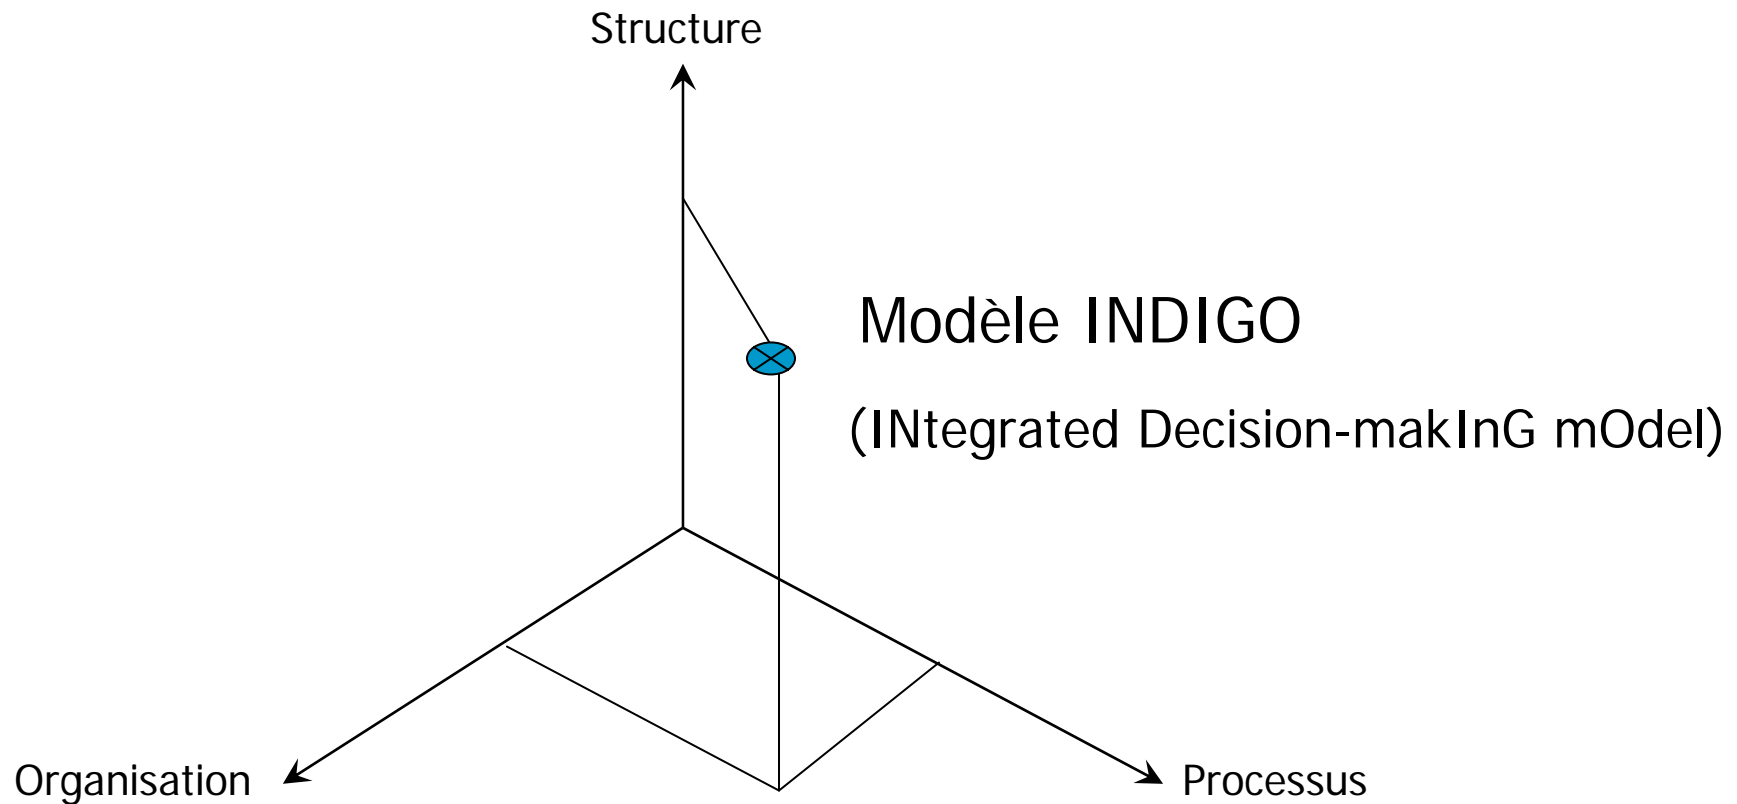 Structure
Modèle INDIGO
(INtegrated Decision-makInG mOdel)
Organisation
Processus